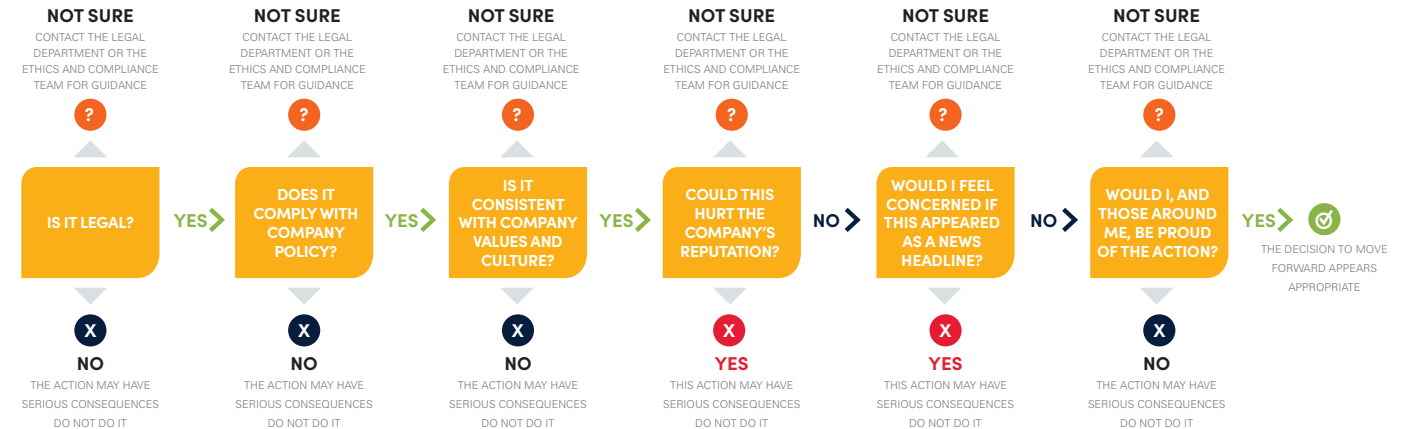 NOT SURE
CONTACT THE LEGAL
DEPARTMENT OR THE
ETHICS AND COMPLIANCE
TEAM FOR GUIDANCE
?
IS IT LEGAL?
X
NO
THE ACTION MAY HAVE
SERIOUS CONSEQUENCES
DO NOT DO IT
YES
NOT SURE
CONTACT THE LEGAL
DEPARTMENT OR THE
ETHICS AND COMPLIANCE
TEAM FOR GUIDANCE
?
DOES IT
COMPLY WITH
COMPANY
POLICY?
X
NO
THE ACTION MAY HAVE
SERIOUS CONSEQUENCES
DO NOT DO IT
YES
NOT SURE
CONTACT THE LEGAL
DEPARTMENT OR THE
ETHICS AND COMPLIANCE
TEAM FOR GUIDANCE
?
IS IT
CONSISTENT
WITH COMPANY
VALUES AND
CULTURE?
X
NO
THE ACTION MAY HAVE
SERIOUS CONSEQUENCES
DO NOT DO IT
YES
NOT SURE
CONTACT THE LEGAL
DEPARTMENT OR THE
ETHICS AND COMPLIANCE
TEAM FOR GUIDANCE
?
COULD THIS
HURT THE
COMPANY'S
REPUTATION?
X
YES
THIS ACTION MAY HAVE
SERIOUS CONSEQUENCES
DO NOT DO IT
NO
NOT SURE
CONTACT THE LEGAL
DEPARTMENT OR THE
ETHICS AND COMPLIANCE
TEAM FOR GUIDANCE
?
WOULD I FEEL
CONCERNED IF
THIS APPEARED
AS A NEWS
HEADLINE?
X
YES
THIS ACTION MAY HAVE
SERIOUS CONSEQUENCES
DO NOT DO IT
NO
NOT SURE
CONTACT THE LEGAL
DEPARTMENT OR THE
ETHICS AND COMPLIANCE
TEAM FOR GUIDANCE
?
WOULD I, AND
THOSE AROUND
ME, BE PROUD
OF THE ACTION?
X
NO
THE ACTION MAY HAVE
SERIOUS CONSEQUENCES
DO NOT DO IT
YES
THE DECISION TO MOVE
FORWARD APPEARS
APPROPRIATE